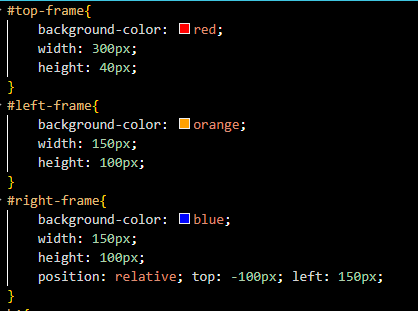 #top-frame{
background-color: red;
width: 300px;
height: 40px;
}
#left-frame{
background-color: orange;
width: 150px;
height: 100px;
}
#right-frame{
background-color: blue;
width: 150px;
height: 100px;
position: relative; top: -100px; left: 150px;
}